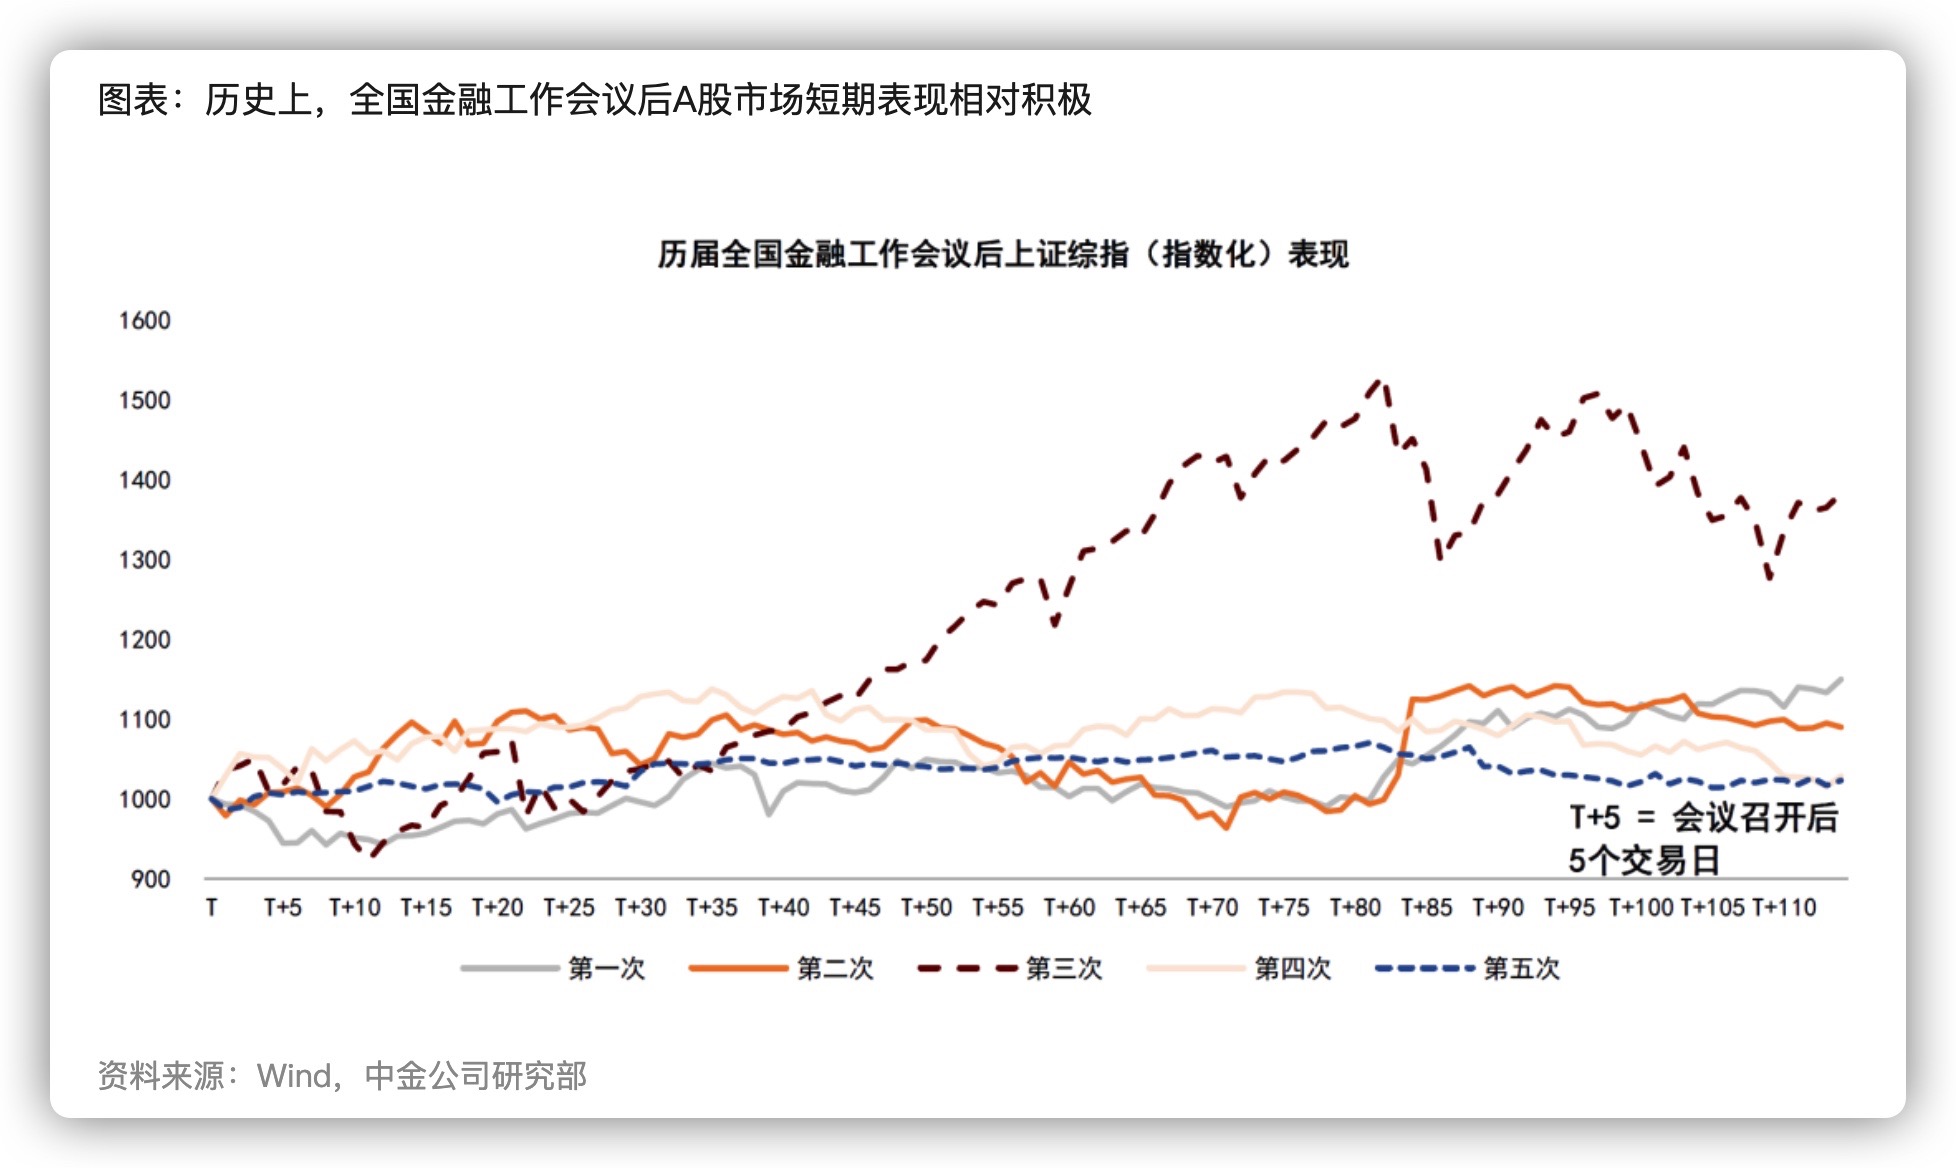 图表：历史上，全国金融工作会议后A股市场短期表现相对积极
历届全国金融工作会议后上证综指（指数化）表现
1600
1500
1400
1300
1200
1100
1000
900
T+5 = 会议召开后
5个交易日
T T+5 T+10 T+15 T+20 T+25 T+30 T+35 T+40 T+45 T+50 T+55 T+60 T+65 T+70 T+75 T+80 T+85 T+90 T+95 T+100 T+105 T+110
第一次 第二次 第三次 第四次 第五次
资料来源：Wind，中金公司研究部